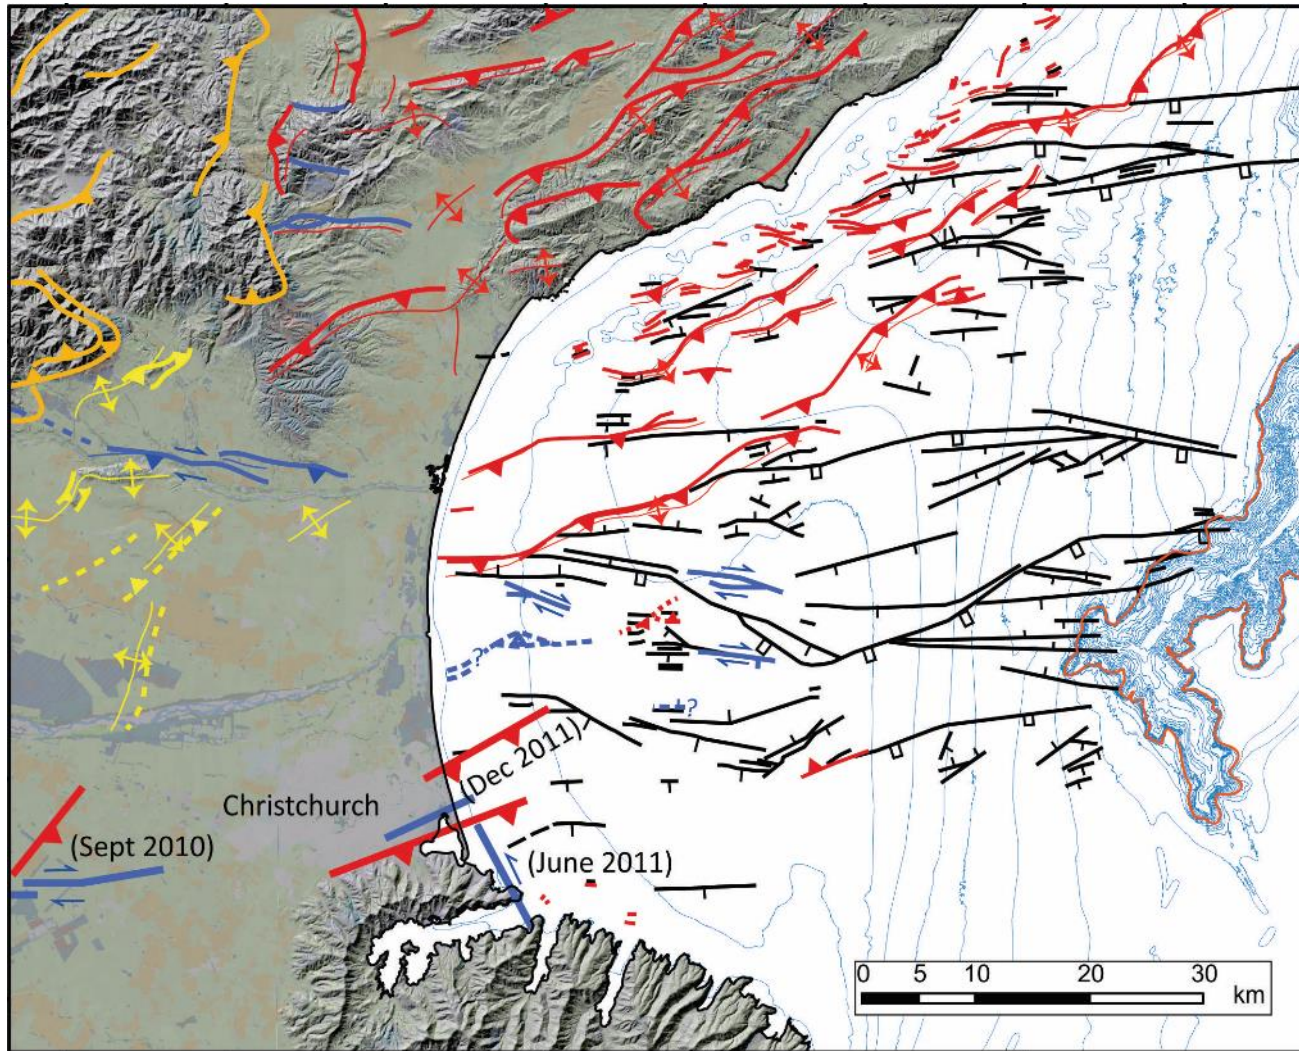 ?
?
(Dec 2011)
Christchurch
(Sept 2010)
(June 2011)
0 5 10 20 30
km